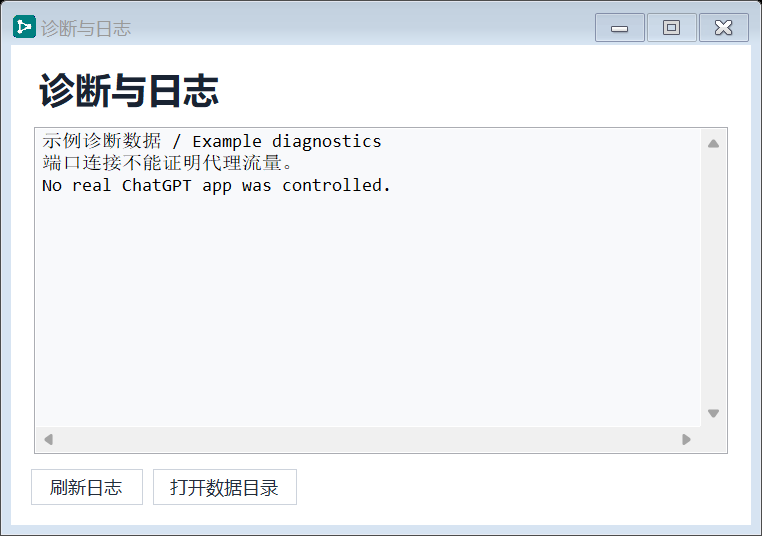 诊断与日志
诊断与日志
示例诊断数据 / Example diagnostics
端口连接不能证明代理流量。
No real ChatGPT app was controlled.
刷新日志
打开数据目录